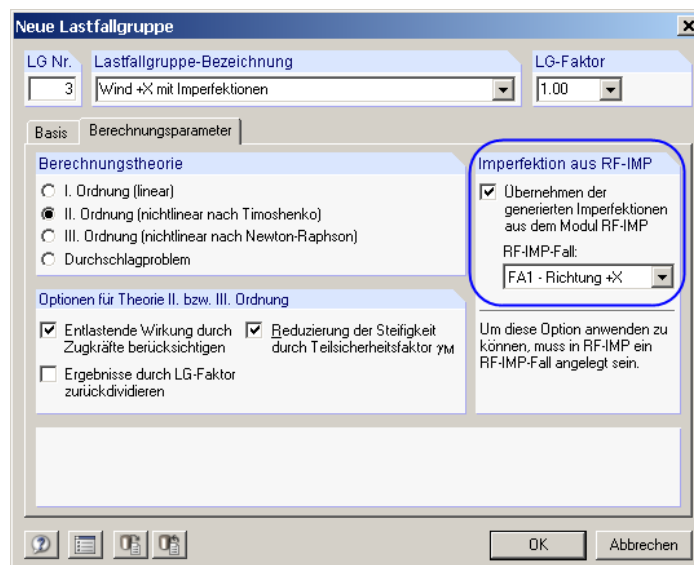 Neue Lastfallgruppe
LG Nr.
Lastfallgruppe-Bezeichnung
LG-Faktor
3
Wind +X mit Imperfektionen
1.00
Basis
Berechnungsparameter
Berechnungstheorie
I. Ordnung (linear)
II. Ordnung (nichtlinear nach Timoshenko)
III. Ordnung (nichtlinear nach Newton-Raphson)
Durchschlagproblem
Optionen für Theorie II. bzw. III. Ordnung
Entlastende Wirkung durch
Zugkräfte berücksichtigen
Reduzierung der Steifigkeit
durch Teilsicherheitsfaktor γM
Ergebnisse durch LG-Faktor
zurückdividieren
Imperfektion aus RF-IMP
Übernehmen der
generierten Imperfektionen
aus dem Modul RF-IMP
RF-IMP-Fall:
FA1 - Richtung +X
Um diese Option anwenden zu
können, muss in RF-IMP ein
RF-IMP-Fall angelegt sein.
OK
Abbrechen